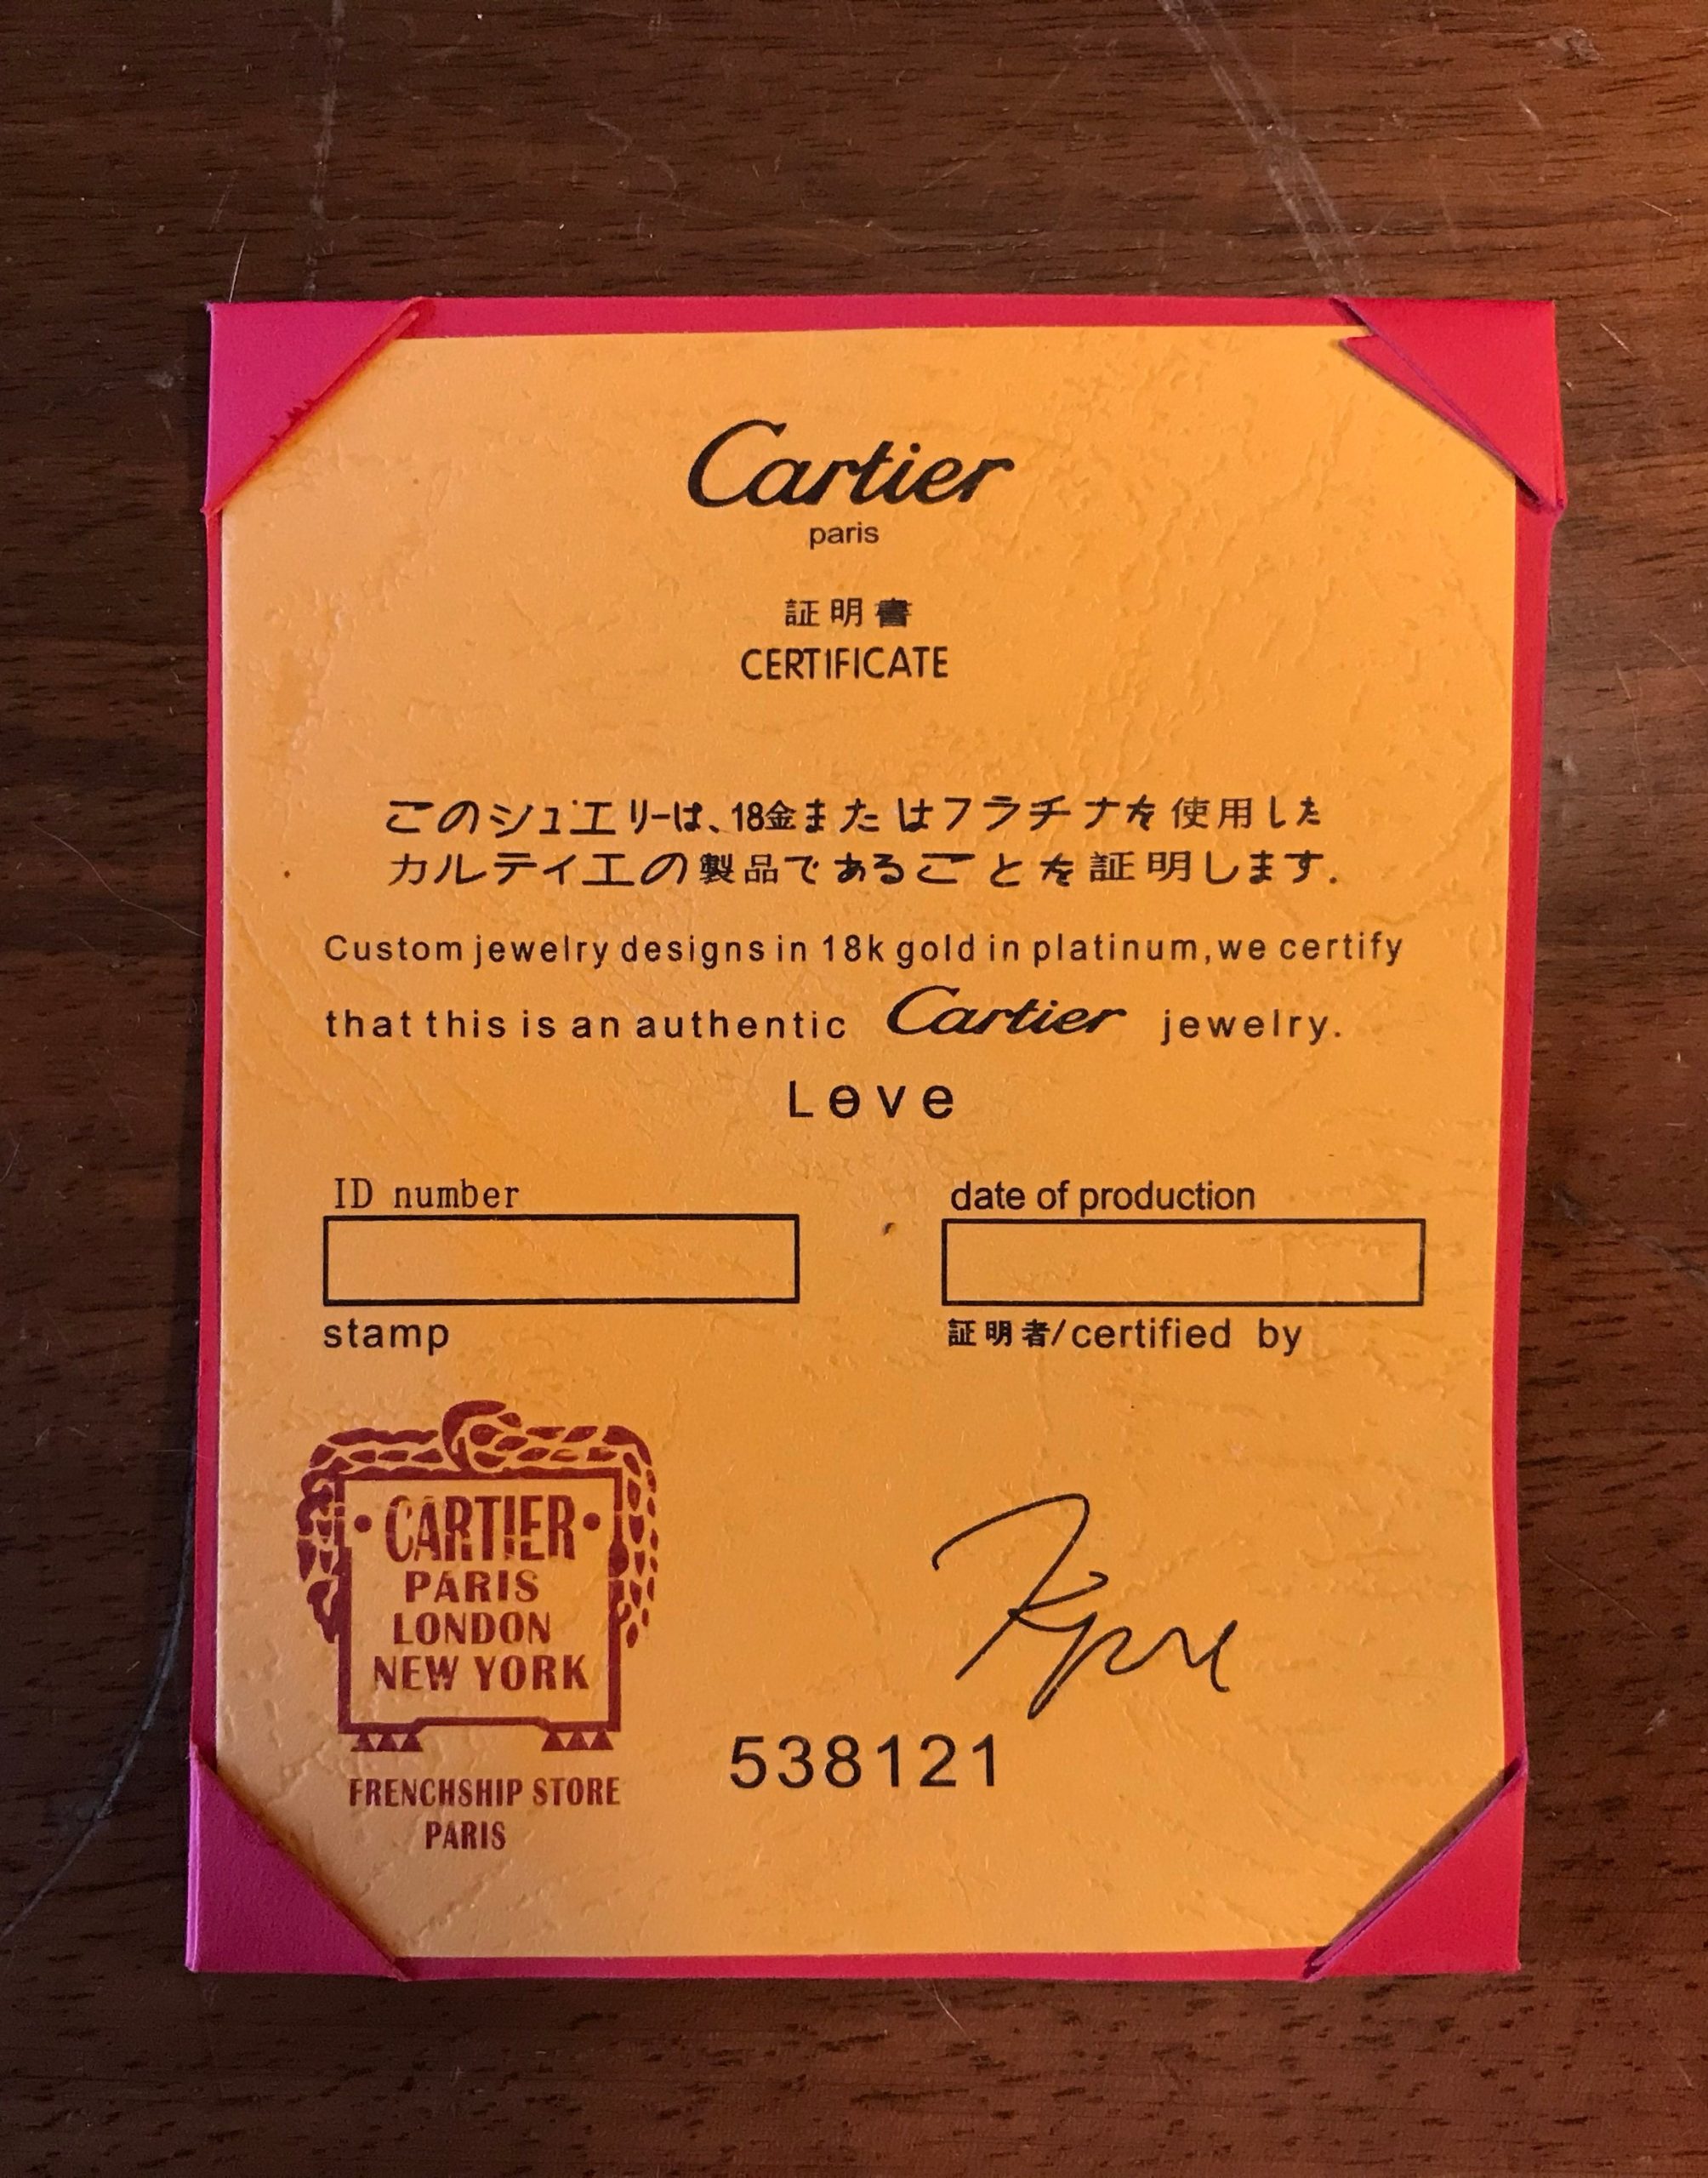 Cartier
paris
証明書
CERTIFICATE
このシュエリーは、18金またはフラチナを使用した
カルティエの製品であるごとを証明します.
Custom jewelry designs in 18k gold in platinum,we certify
that this is an authentic Cartier jewelry.
Lɵve
ID number
date of production
stamp
証明者/certified by
•CARTIER•
PARIS
LONDON
NEW YORK
538121
FRENCHSHIP STORE
PARIS